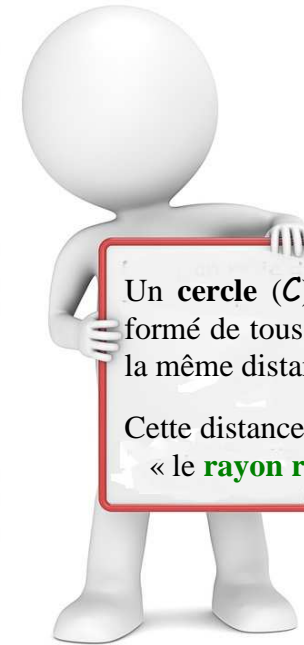 Un cercle (C)
formé de tous
la même distan
Cette distance
« le rayon r